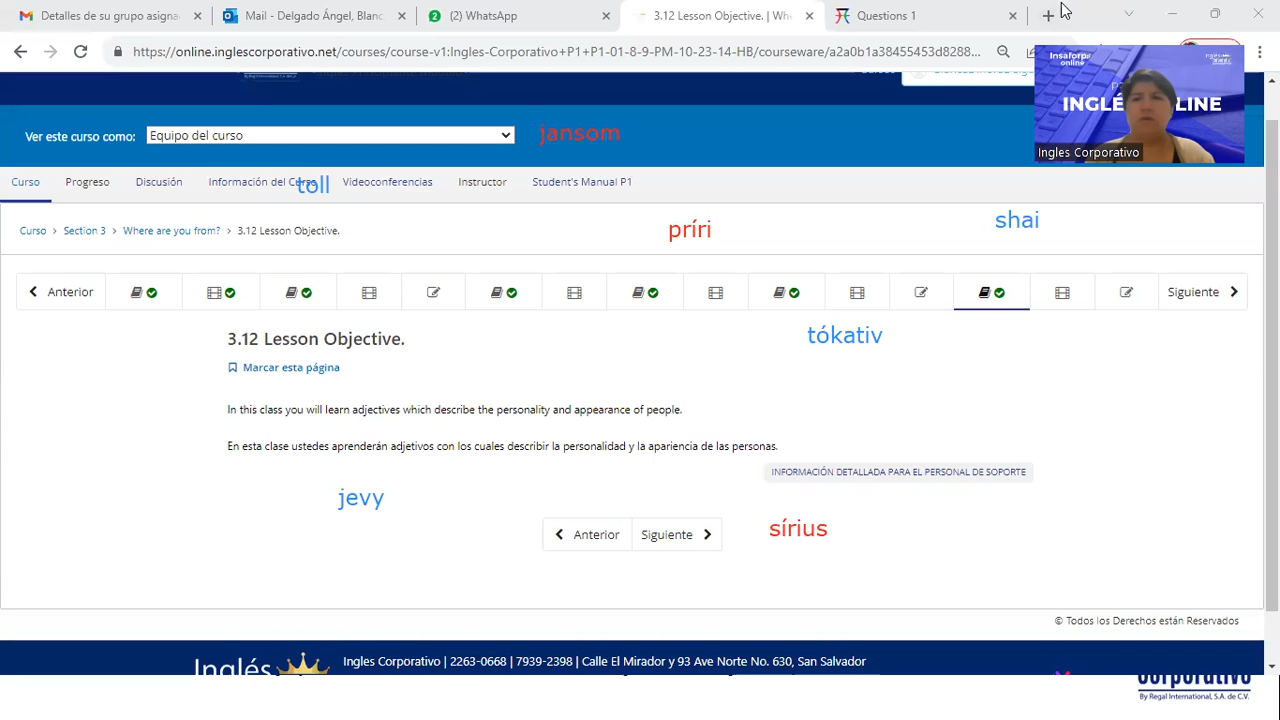 Detalles de su grupo asigna
Mail - Delgado Ángel, Blanc
(2) WhatsApp
3.12 Lesson Objective. | Whe
Questions 1
https://online.inglescorporativo.net/courses/course-v1:Ingles-Corporativo+P1+P1-01-8-9-PM-10-23-14-HB/courseware/a2a0b1a38455453d8288...
Insaforp
online
INGLÉ
LINE
Ingles Corporativo
Ver este curso como:
Equipo del curso
jansom
toll
Curso
Progreso
Discusión
Información del Curso
Videoconferencias
Instructor
Student's Manual P1
príri
shai
Curso > Section 3 > Where are you from? > 3.12 Lesson Objective.
Anterior
Siguiente
3.12 Lesson Objective.
tókativ
Marcar esta página
In this class you will learn adjectives which describe the personality and appearance of people.
En esta clase ustedes aprenderán adjetivos con los cuales describir la personalidad y la apariencia de las personas.
INFORMACIÓN DETALLADA PARA EL PERSONAL DE SOPORTE
jevy
sírius
Anterior
Siguiente
© Todos los Derechos están Reservados
Inglés
Ingles Corporativo | 2263-0668 | 7939-2398 | Calle El Mirador y 93 Ave Norte No. 630, San Salvador
Corporativo
By Regal International, S.A. de C.V.